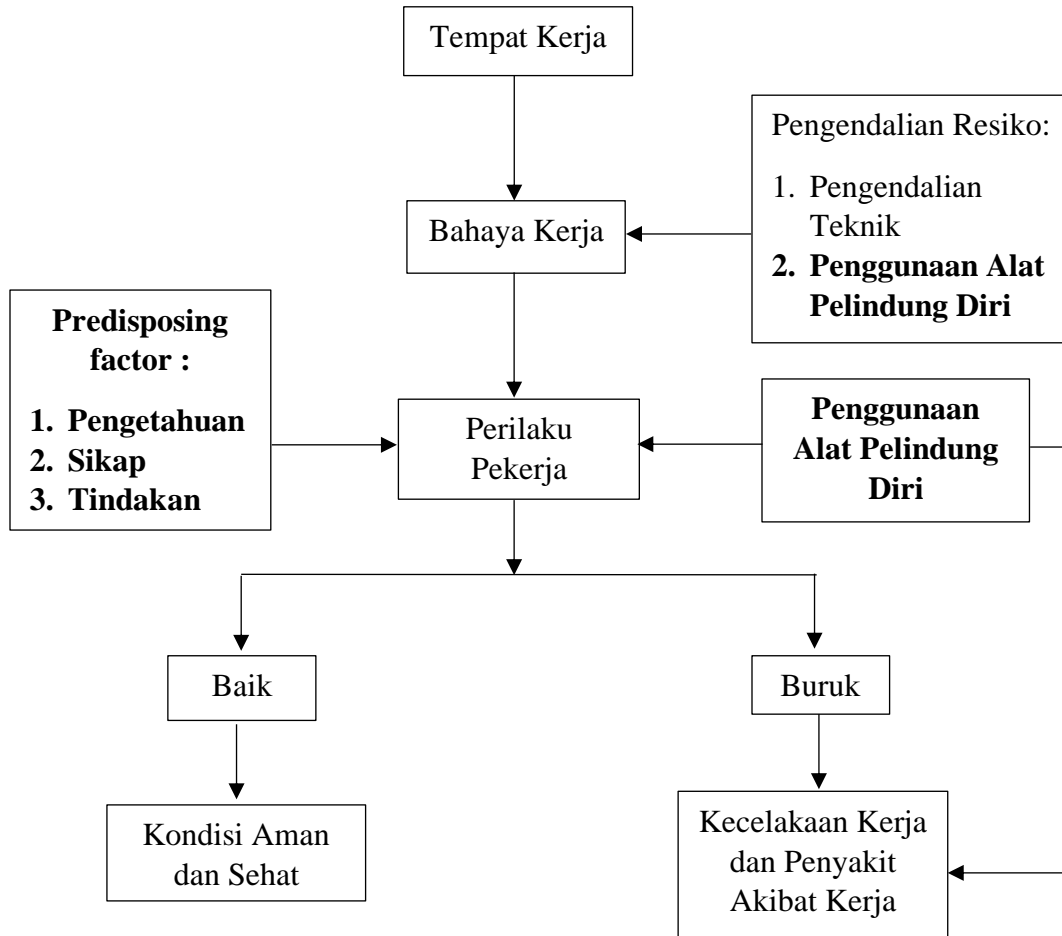 Tempat Kerja
Pengendalian Resiko:
1. Pengendalian
Teknik
2. Penggunaan Alat
Pelindung Diri
Bahaya Kerja
Predisposing
factor :
1. Pengetahuan
2. Sikap
3. Tindakan
Perilaku
Pekerja
Penggunaan
Alat Pelindung
Diri
Baik
Buruk
Kondisi Aman
dan Sehat
Kecelakaan Kerja
dan Penyakit
Akibat Kerja